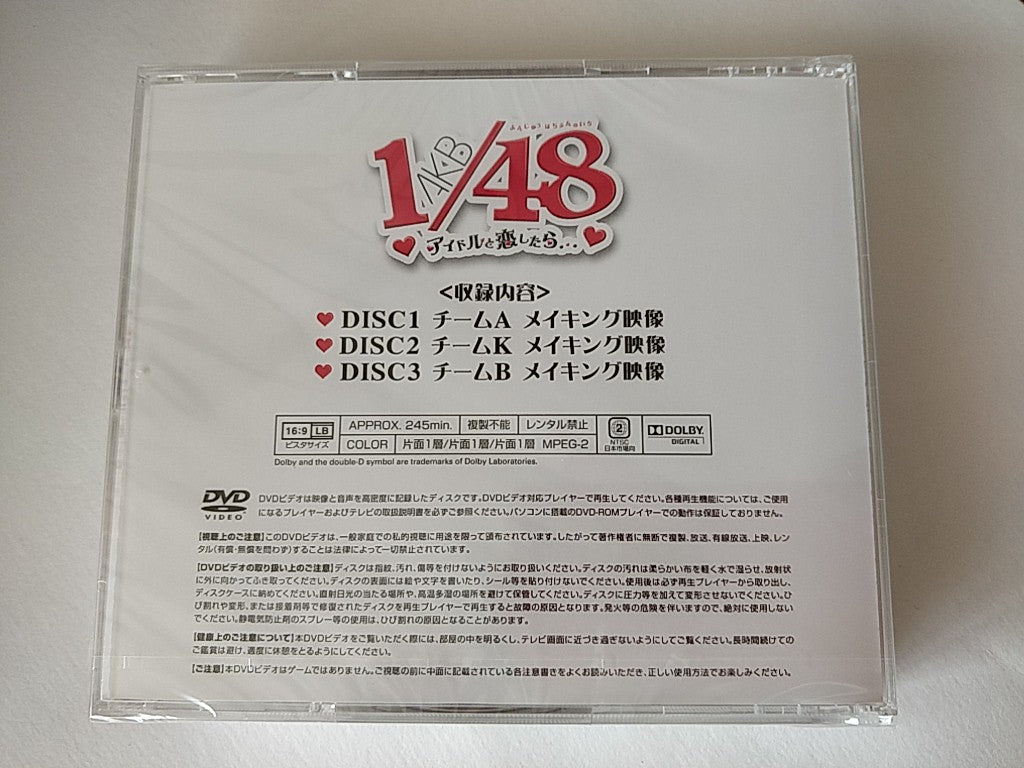 よんじゅうはちぶんのいち
AKB
1/48
アイドルと恋したら…
<収録内容>
♥ DISC1 チームA メイキング映像
♥ DISC2 チームK メイキング映像
♥ DISC3 チームB メイキング映像
16:9 LB
ビスタサイズ
APPROX. 245min. 複製不能 レンタル禁止
COLOR 片面1層/片面1層/片面1層 MPEG-2
2
NTSC
日本市場向
DOLBY
DIGITAL
Dolby and the double-D symbol are trademarks of Dolby Laboratories.
DVD
VIDEO
DVDビデオは映像と音声を高密度に記録したディスクです。DVDビデオ対応プレイヤーで再生してください。各種再生機能については、ご使用
になるプレイヤーおよびテレビの取扱説明書を必ずご参照ください。パソコンに搭載のDVD-ROMプレイヤーでの動作は保証しておりません。
【視聴上のご注意】このDVDビデオは、一般家庭での私的視聴に用途を限って頒布されています。したがって著作権者に無断で複製、放送、有線放送、上映、レン
タル(有償・無償を問わず)することは法律によって一切禁止されています。
【DVDビデオの取り扱い上のご注意】ディスクは指紋、汚れ、傷等を付けないようにお取り扱いください。ディスクの汚れは柔らかい布を軽く水で湿らせ、放射状
に外に向かってふき取ってください。ディスクの表面には絵や文字を書いたり、シール等を貼り付けないでください。使用後は必ず再生プレイヤーから取り出し、
ディスクケースに納めてください。直射日光の当たる場所や、高温多湿の場所を避けて保管してください。ディスクに圧力等を加えて変形させないでください。ひ
び割れや変形、または接着剤等で修復されたディスクを再生プレイヤーで再生すると故障の原因となります。発火等の危険を伴いますので、絶対に使用しない
でください。静電気防止剤のスプレー等の使用は、ひび割れの原因となることがあります。
【健康上のご注意について】本DVDビデオをご覧いただく際には、部屋の中を明るくし、テレビ画面に近づき過ぎないようにしてご覧ください。長時間続けての
ご鑑賞は避け、適度に休憩をとるようにしてください。
【ご注意】本DVDビデオはゲームではありません。ご視聴の前に中面に記載されている各注意書きをよくお読みいただき、正しい使用方法でお楽しみください。